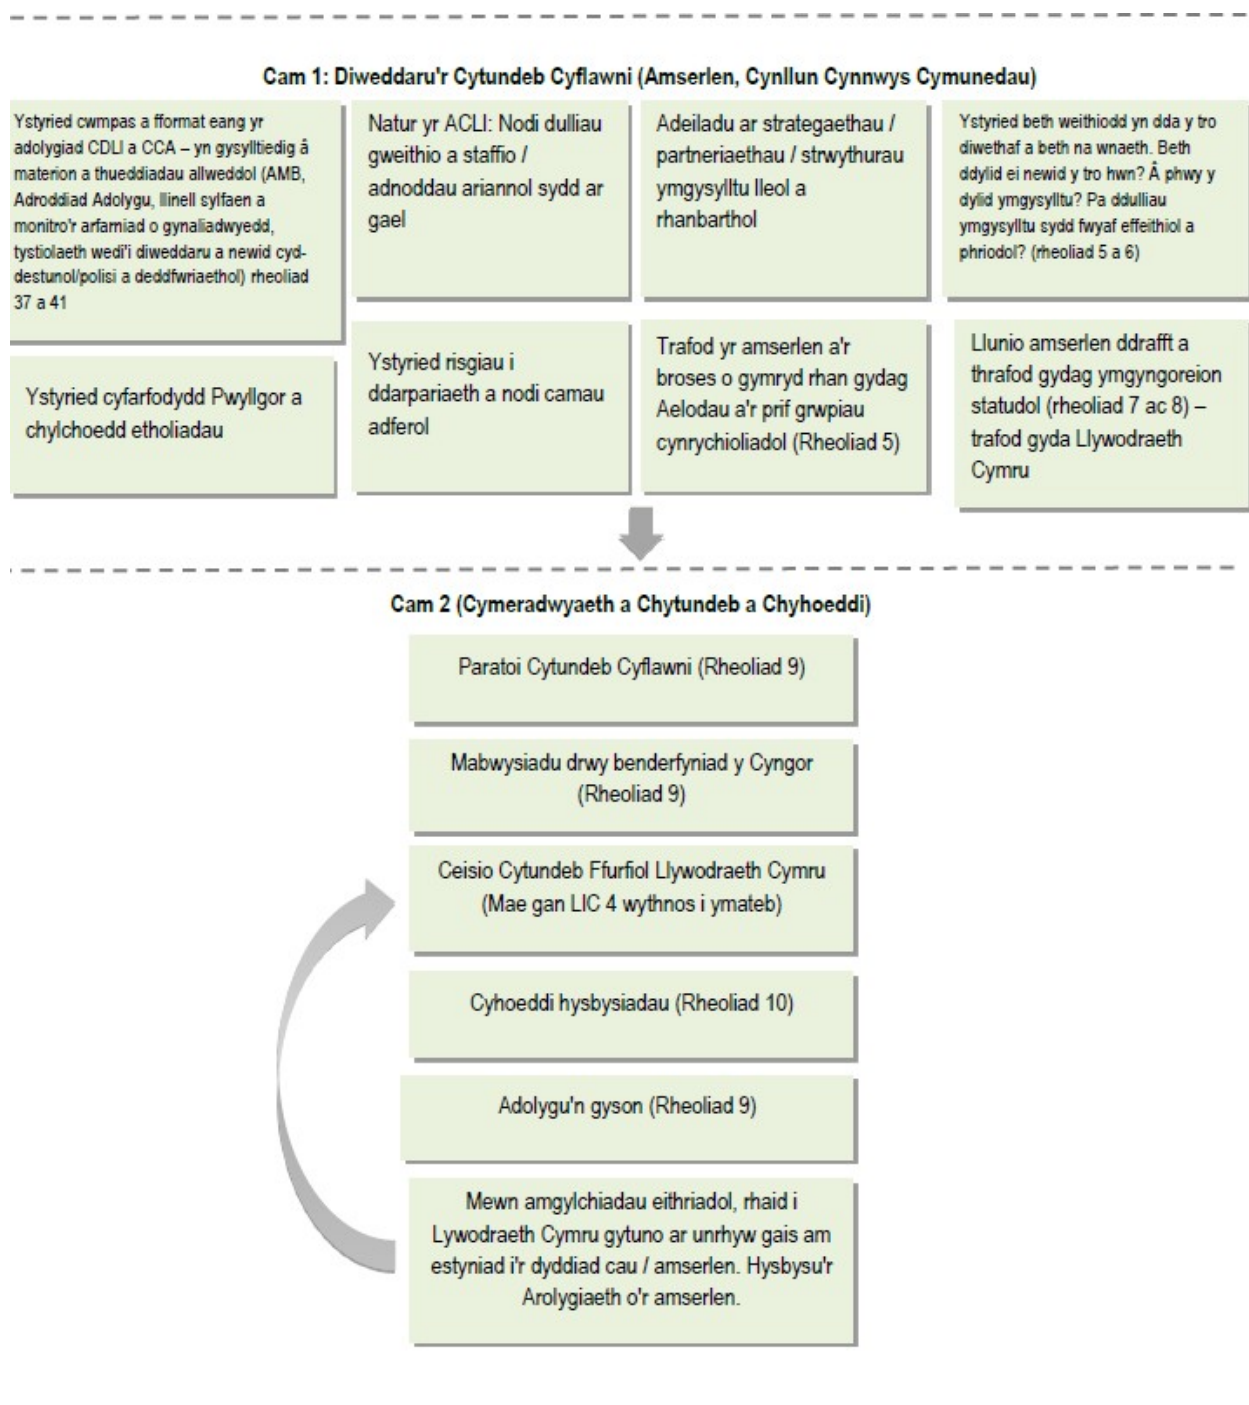 Cam 1: Diweddaru'r Cytundeb Cyflawni (Amserlen, Cynllun Cynnwys Cymunedau)
Ystyried cwmpas a fformat eang yr
adolygiad CDLl a CCA – yn gysylltiedig â
materion a thueddiadau allweddol (AMB,
Adroddiad Adolygu, llinell sylfaen a
monitro'r arfarniad o gynaliadwyedd,
tystiolaeth wedi'i diweddaru a newid cyd-
destunol/polisi a deddfwriaethol) rheoliad
37 a 41
Natur yr ACLl: Nodi dulliau
gweithio a staffio /
adnoddau ariannol sydd ar
gael
Adeiladu ar strategaethau /
partneriaethau / strwythurau
ymgysylltu lleol a
rhanbarthol
Ystyried beth weithiodd yn dda y tro
diwethaf a beth na wnaeth. Beth
ddylid ei newid y tro hwn? Â phwy y
dylid ymgysylltu? Pa ddulliau
ymgysylltu sydd fwyaf effeithiol a
phriodol? (rheoliad 5 a 6)
Ystyried cyfarfodydd Pwyllgor a
chylchoedd etholiadau
Ystyried risgiau i
ddarpariaeth a nodi camau
adferol
Trafod yr amserlen a'r
broses o gymryd rhan gydag
Aelodau a'r prif grwpiau
cynrychioliadol (Rheoliad 5)
Llunio amserlen ddrafft a
thrafod gydag ymgyngoreion
statudol (rheoliad 7 ac 8) –
trafod gyda Llywodraeth
Cymru
Cam 2 (Cymeradwyaeth a Chytundeb a Chyhoeddi)
Paratoi Cytundeb Cyflawni (Rheoliad 9)
Mabwysiadu drwy benderfyniad y Cyngor
(Rheoliad 9)
Ceisio Cytundeb Ffurfiol Llywodraeth Cymru
(Mae gan LlC 4 wythnos i ymateb)
Cyhoeddi hysbysiadau (Rheoliad 10)
Adolygu'n gyson (Rheoliad 9)
Mewn amgylchiadau eithriadol, rhaid i
Lywodraeth Cymru gytuno ar unrhyw gais am
estyniad i'r dyddiad cau / amserlen. Hysbysu'r
Arolygiaeth o'r amserlen.